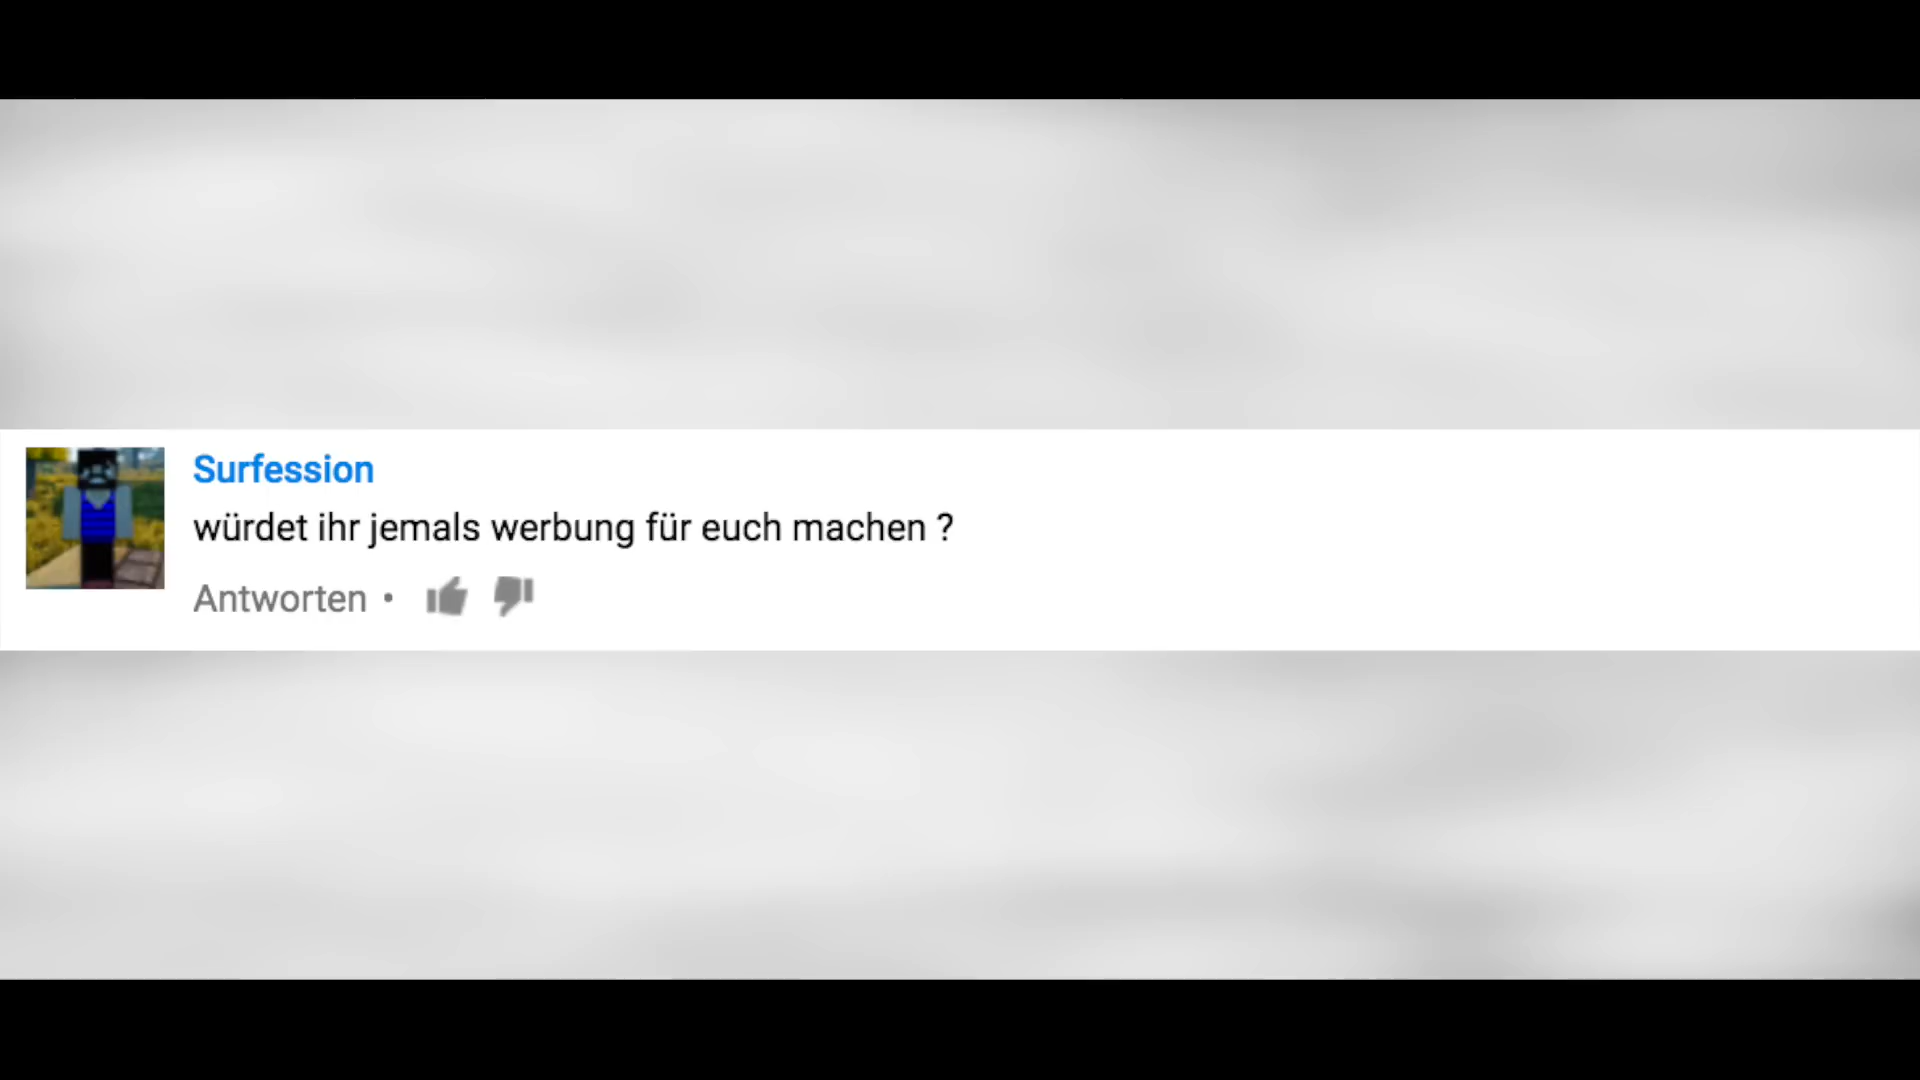 Surfession
würdet ihr jemals werbung für euch machen ?
Antworten •